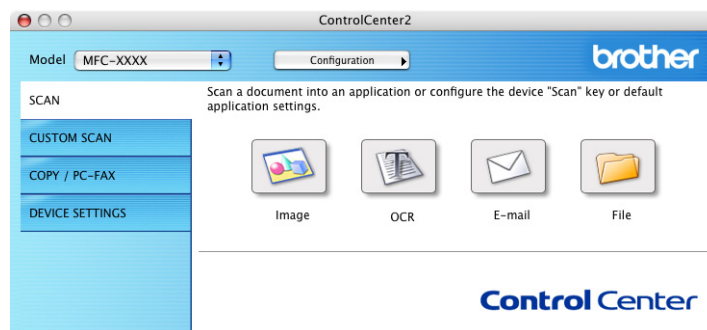 ControlCenter2
Model MFC-XXXX Configuration brother
SCAN
CUSTOM SCAN
COPY / PC-FAX
DEVICE SETTINGS
Scan a document into an application or configure the device "Scan" key or default
application settings.
T
Image OCR E-mail File
Control Center